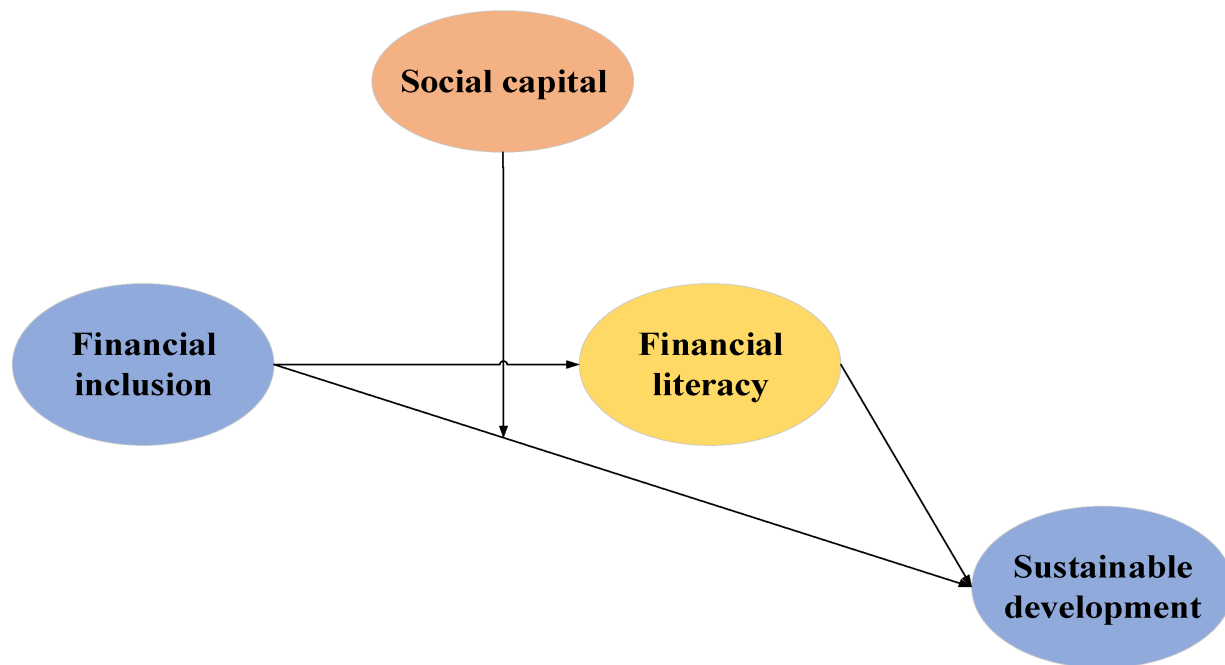 Social capital
Financial
inclusion
Financial
literacy
Sustainable
development